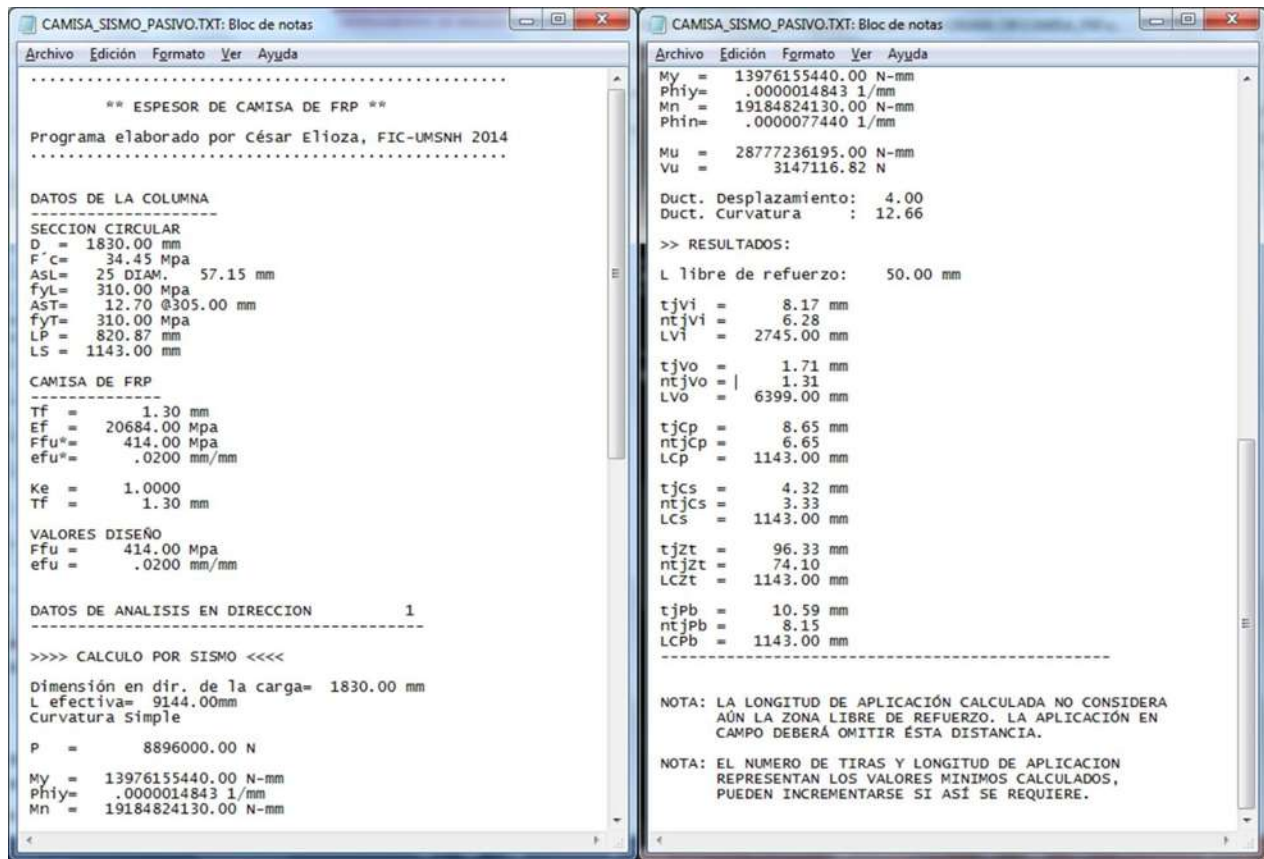 CAMISA_SISMO_PASIVO.TXT: Bloc de notas
Archivo Edición Formato Ver Ayuda
..................................................
** ESPESOR DE CAMISA DE FRP **
Programa elaborado por César Elioza, FIC-UMSNH 2014
..................................................
DATOS DE LA COLUMNA
--------------------
SECCION CIRCULAR
D = 1830.00 mm
F´c= 34.45 Mpa
ASL= 25 DIAM. 57.15 mm
fyL= 310.00 Mpa
AST= 12.70 @305.00 mm
fyT= 310.00 Mpa
LP = 820.87 mm
LS = 1143.00 mm
CAMISA DE FRP
--------------
Tf = 1.30 mm
Ef = 20684.00 Mpa
Ffu*= 414.00 Mpa
efu*= .0200 mm/mm
Ke = 1.0000
Tf = 1.30 mm
VALORES DISEÑO
Ffu = 414.00 Mpa
efu = .0200 mm/mm
DATOS DE ANALISIS EN DIRECCION 1
------------------------------------------
>>>> CALCULO POR SISMO <<<<
Dimensión en dir. de la carga= 1830.00 mm
L efectiva= 9144.00mm
Curvatura Simple
P = 8896000.00 N
My = 13976155440.00 N-mm
Phiy= .0000014843 1/mm
Mn = 19184824130.00 N-mm
CAMISA_SISMO_PASIVO.TXT: Bloc de notas
Archivo Edición Formato Ver Ayuda
My = 13976155440.00 N-mm
Phiy= .0000014843 1/mm
Mn = 19184824130.00 N-mm
Phin= .0000077440 1/mm
Mu = 28777236195.00 N-mm
Vu = 3147116.82 N
Duct. Desplazamiento: 4.00
Duct. Curvatura : 12.66
>> RESULTADOS:
L libre de refuerzo: 50.00 mm
tjVi = 8.17 mm
ntjVi = 6.28
LVi = 2745.00 mm
tjVo = 1.71 mm
ntjVo = 1.31
LVo = 6399.00 mm
tjCp = 8.65 mm
ntjCp = 6.65
LCp = 1143.00 mm
tjCs = 4.32 mm
ntjCs = 3.33
LCs = 1143.00 mm
tjZt = 96.33 mm
ntjZt = 74.10
LCZt = 1143.00 mm
tjPb = 10.59 mm
ntjPb = 8.15
LCPb = 1143.00 mm
------------------------------------------------
NOTA: LA LONGITUD DE APLICACIÓN CALCULADA NO CONSIDERA
AÚN LA ZONA LIBRE DE REFUERZO. LA APLICACIÓN EN
CAMPO DEBERÁ OMITIR ÉSTA DISTANCIA.
NOTA: EL NUMERO DE TIRAS Y LONGITUD DE APLICACION
REPRESENTAN LOS VALORES MINIMOS CALCULADOS,
PUEDEN INCREMENTARSE SI ASÍ SE REQUIERE.